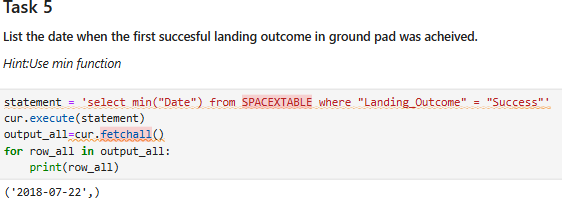 Task 5
List the date when the first succesful landing outcome in ground pad was acheived.
Hint:Use min function
statement = 'select min("Date") from SPACEXTABLE where "Landing_Outcome" = "Success"'
cur.execute(statement)
output_all=cur.fetchall()
for row_all in output_all:
    print(row_all)
('2018-07-22',)